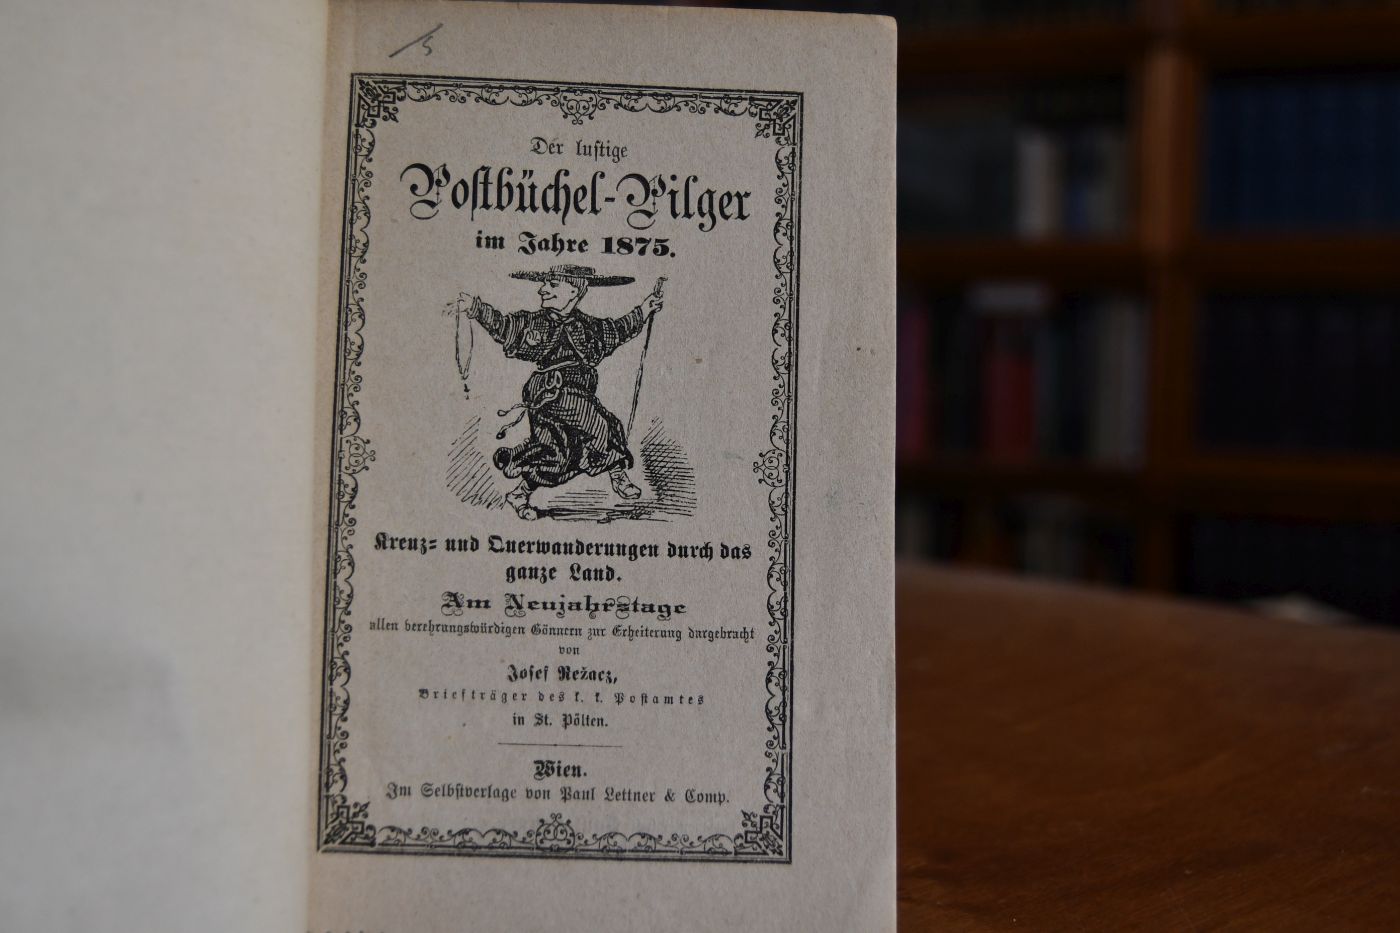 5
Der lustige
Postbüchel-Pilger
im Jahre 1875.
Kreuz- und Querwanderungen durch das
ganze Land.
Am Neujahrstage
allen verehrungswürdigen Gönnern zur Erheiterung dargebracht
von
Josef Režacz,
Briefträger des k. k. Postamtes
in St. Pölten.
Wien.
Im Selbstverlage von Paul Lettner & Comp.